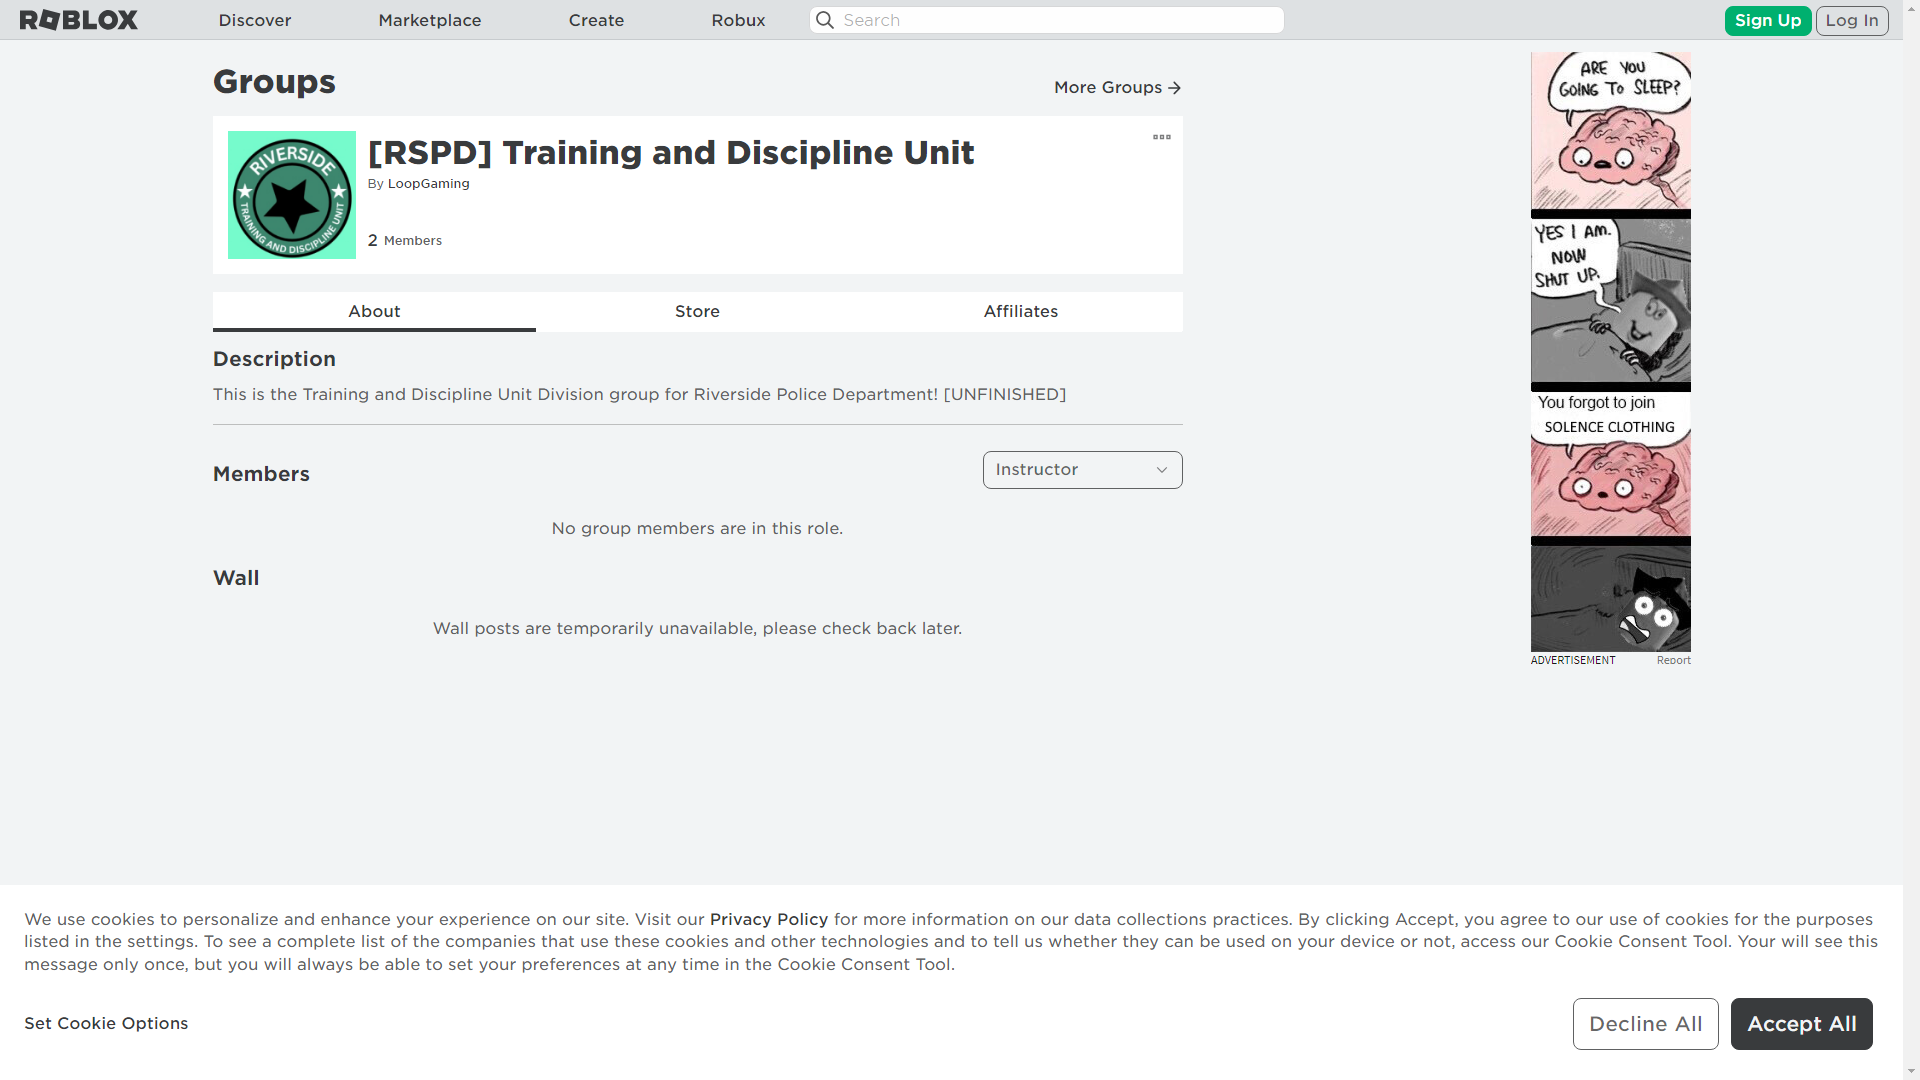 ROBLOX
Discover
Marketplace
Create
Robux
Search
Sign Up
Log In
Groups
More Groups
RIVERSIDE
TRAINING AND DISCIPLINE UNIT
[RSPD] Training and Discipline Unit
By LoopGaming
2 Members
About
Store
Affiliates
Description
This is the Training and Discipline Unit Division group for Riverside Police Department! [UNFINISHED]
Members
Instructor
No group members are in this role.
Wall
Wall posts are temporarily unavailable, please check back later.
ARE YOU
GOING TO SLEEP?
YES I AM.
NOW
SHUT UP.
You forgot to join
SOLENCE CLOTHING
ADVERTISEMENT
Report
We use cookies to personalize and enhance your experience on our site. Visit our Privacy Policy for more information on our data collections practices. By clicking Accept, you agree to our use of cookies for the purposes
listed in the settings. To see a complete list of the companies that use these cookies and other technologies and to tell us whether they can be used on your device or not, access our Cookie Consent Tool. Your will see this
message only once, but you will always be able to set your preferences at any time in the Cookie Consent Tool.
Set Cookie Options
Decline All
Accept All